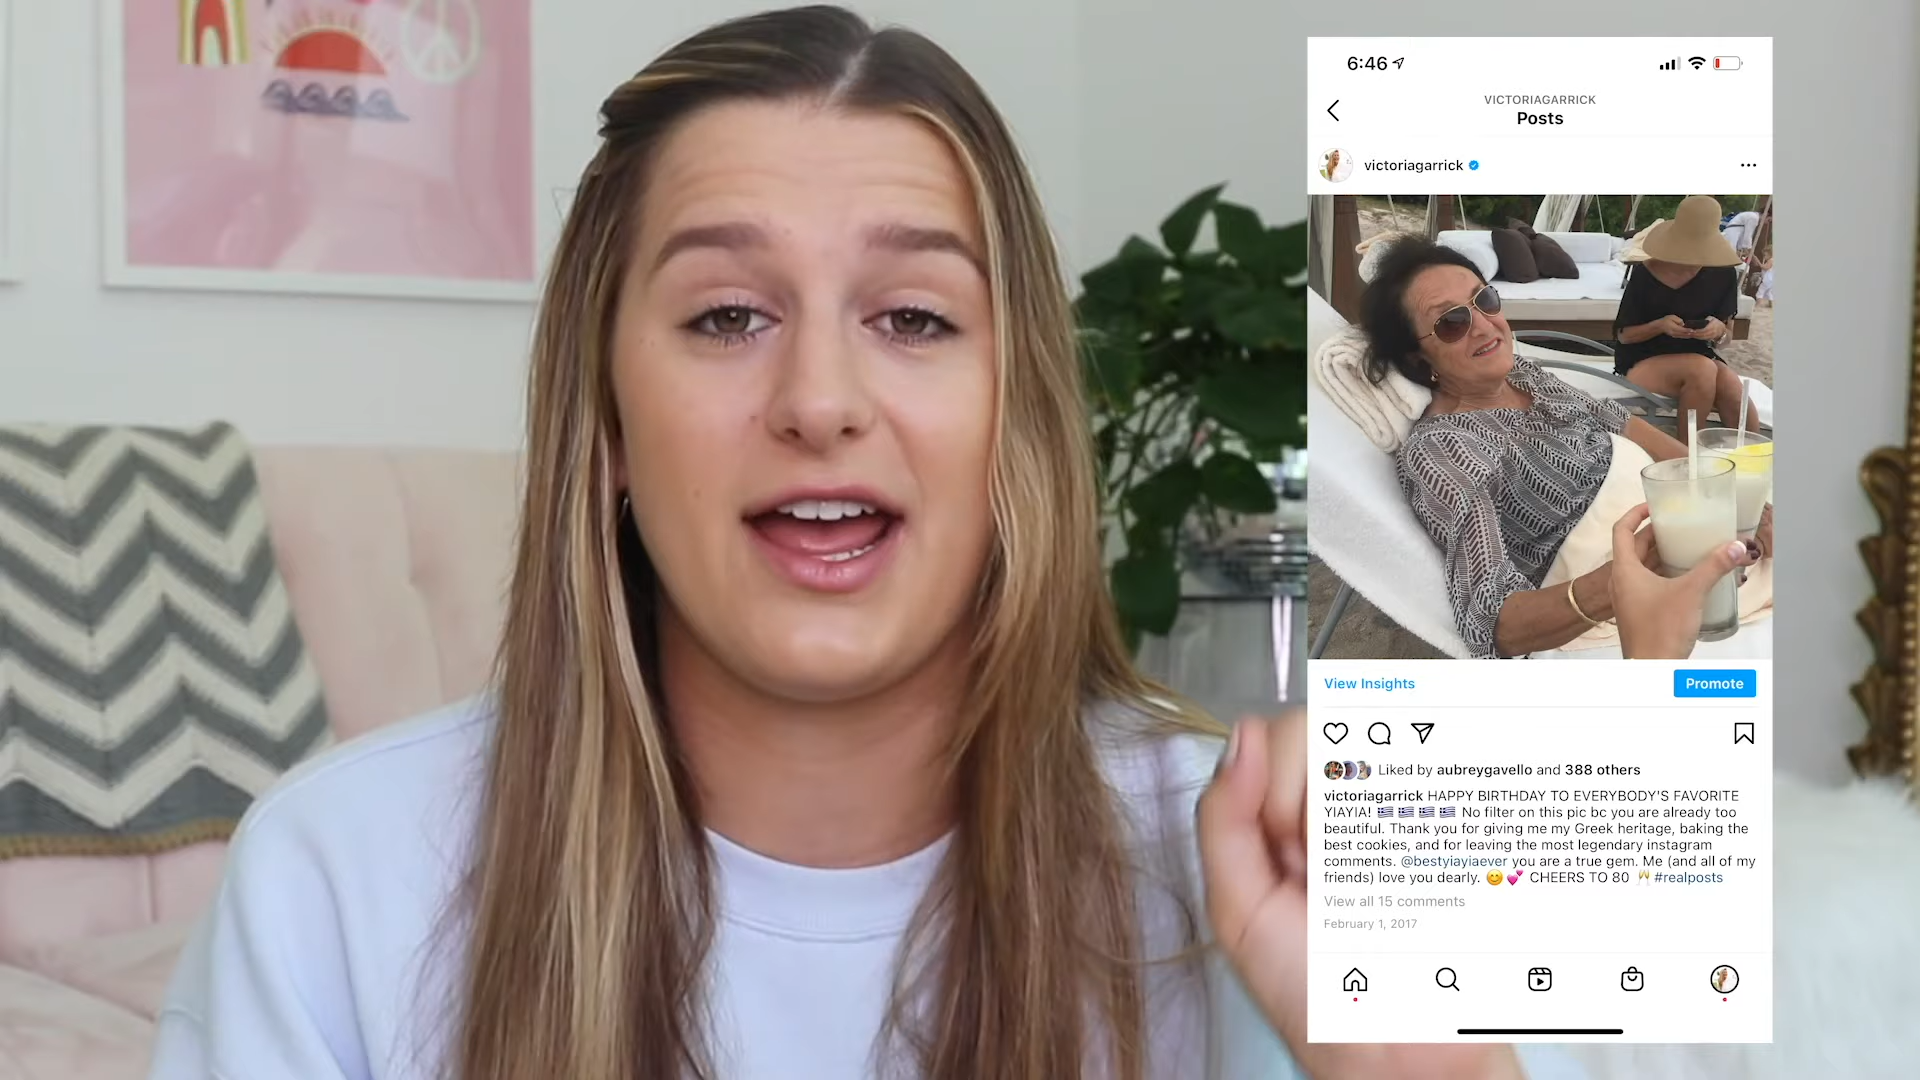 6:46
VICTORIAGARRICK
Posts
victoriagarrick
View Insights
Promote
Liked by aubreygavello and 388 others
victoriagarrick HAPPY BIRTHDAY TO EVERYBODY'S FAVORITE
YIAYIA! 🇬🇷 🇬🇷 🇬🇷 🇬🇷 No filter on this pic bc you are already too
beautiful. Thank you for giving me my Greek heritage, baking the
best cookies, and for leaving the most legendary instagram
comments. @bestyiayiaever you are a true gem. Me (and all of my
friends) love you dearly. 😊 💕 CHEERS TO 80 🥂 #realposts
View all 15 comments
February 1, 2017